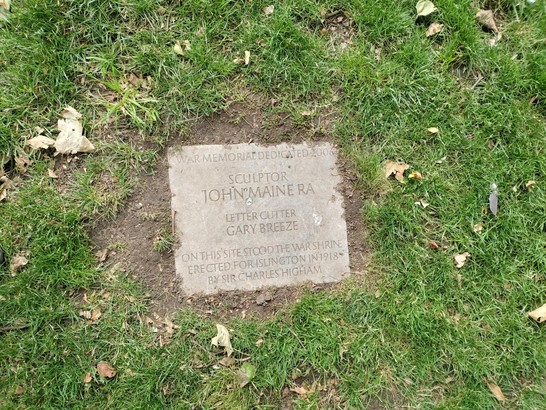 WAR MEMORIAL DEDICATED 2006
SCULPTOR
JOHN MAINE RA
LETTER CUTTER
GARY BREEZE
ON THIS SITE STOOD THE WAR SHRINE
ERECTED FOR ISLINGTON IN 1918
BY SIR CHARLES HIGHAM